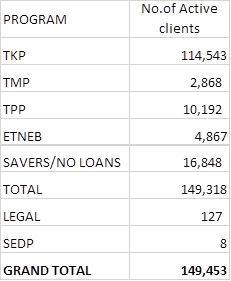 PROGRAM No.of Active
clients
TKP 114,543
TMP 2,868
TPP 10,192
ETNEB 4,867
SAVERS/NO LOANS 16,848
TOTAL 149,318
LEGAL 127
SEDP 8
GRAND TOTAL 149,453